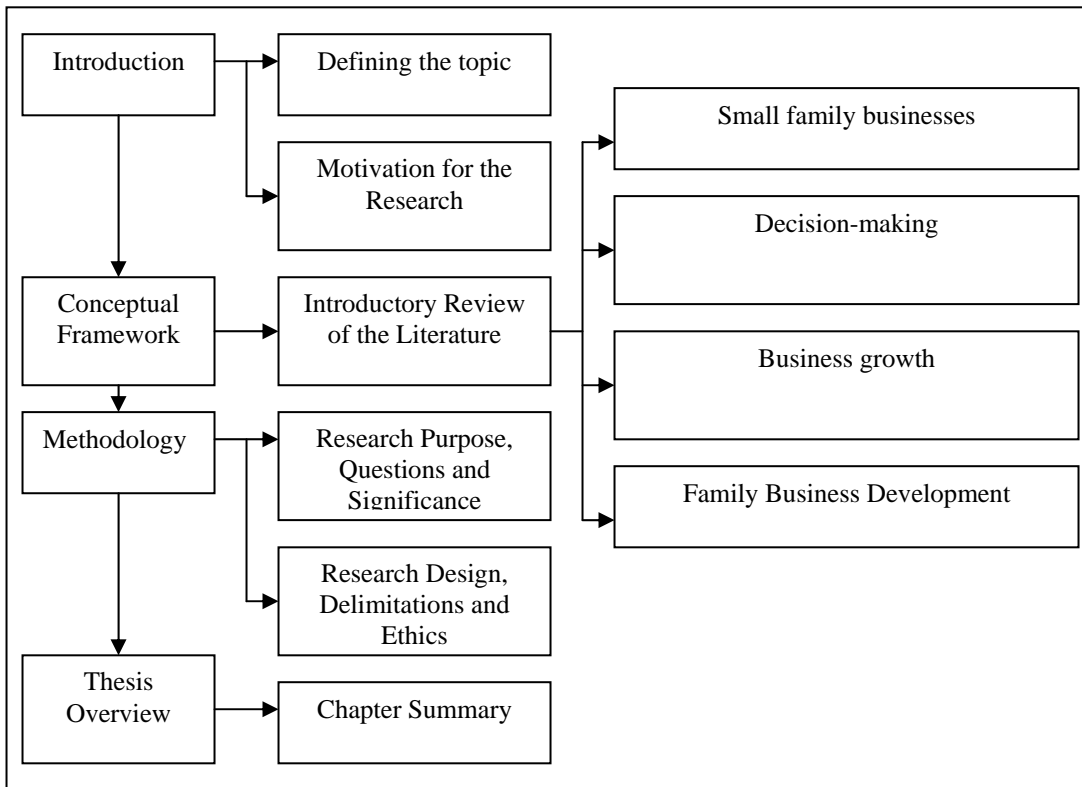 Introduction
Defining the topic
Motivation for the
Research
Conceptual
Framework
Introductory Review
of the Literature
Small family businesses
Decision-making
Business growth
Family Business Development
Methodology
Research Purpose,
Questions and
Significance
Research Design,
Delimitations and
Ethics
Thesis
Overview
Chapter Summary